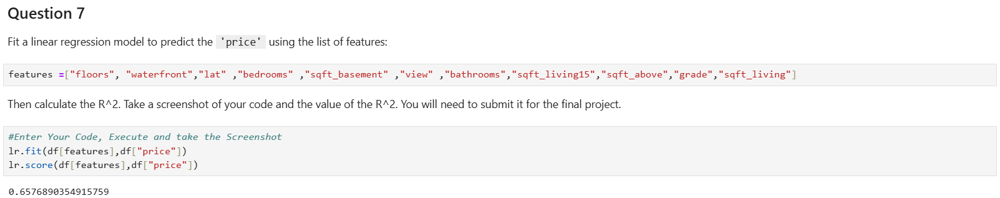 Question 7
Fit a linear regression model to predict the 'price' using the list of features:
features =["floors", "waterfront","lat" ,"bedrooms" ,"sqft_basement" ,"view" ,"bathrooms","sqft_living15","sqft_above","grade","sqft_living"]
Then calculate the R^2. Take a screenshot of your code and the value of the R^2. You will need to submit it for the final project.
#Enter Your Code, Execute and take the Screenshot
lr.fit(df[features],df["price"])
lr.score(df[features],df["price"])
0.6576890354915759